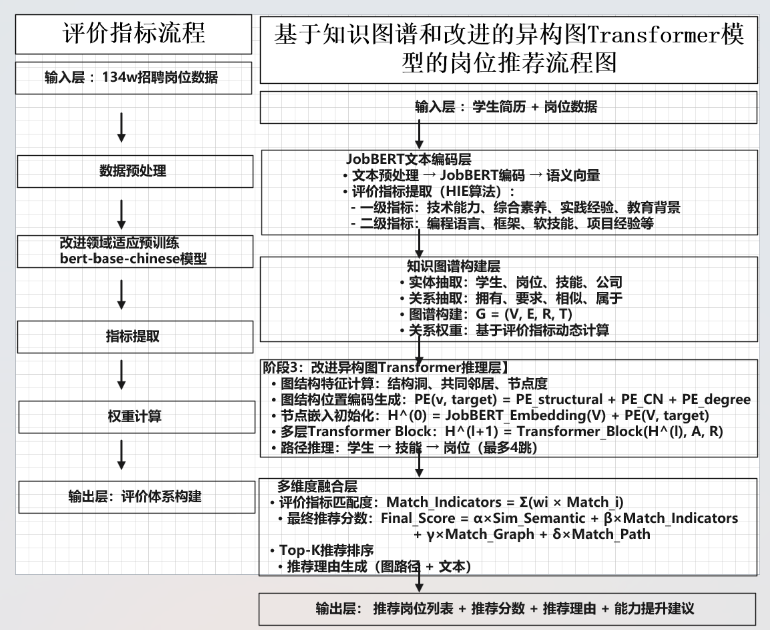 评价指标流程
输入层 ：134w招聘岗位数据
数据预处理
改进领域适应预训练
bert-base-chinese模型
指标提取
权重计算
输出层：评价体系构建
基于知识图谱和改进的异构图Transformer模
型的岗位推荐流程图
输入层 ：学生简历 + 岗位数据
JobBERT文本编码层
• 文本预处理 → JobBERT编码 → 语义向量
• 评价指标提取（HIE算法）:
- 一级指标：技术能力、综合素养、实践经验、教育背景
- 二级指标：编程语言、框架、软技能、项目经验等
知识图谱构建层
• 实体抽取：学生、岗位、技能、公司
• 关系抽取：拥有、要求、相似、属于
• 图谱构建：G = (V, E, R, T)
• 关系权重：基于评价指标动态计算
阶段3：改进异构图Transformer推理层】
• 图结构特征计算：结构洞、共同邻居、节点度
• 图结构位置编码生成：PE(v, target) = PE_structural + PE_CN + PE_degree
• 节点嵌入初始化：H^(0) = JobBERT_Embedding(V) + PE(V, target)
• 多层Transformer Block：H^(l+1) = Transformer_Block(H^(l), A, R)
• 路径推理：学生 → 技能 → 岗位（最多4跳）
多维度融合层
• 评价指标匹配度：Match_Indicators = Σ(wi × Match_i)
• 最终推荐分数：Final_Score = α×Sim_Semantic + β×Match_Indicators
+ γ×Match_Graph + δ×Match_Path
• Top-K推荐排序
• 推荐理由生成（图路径 + 文本）
输出层： 推荐岗位列表 + 推荐分数 + 推荐理由 + 能力提升建议